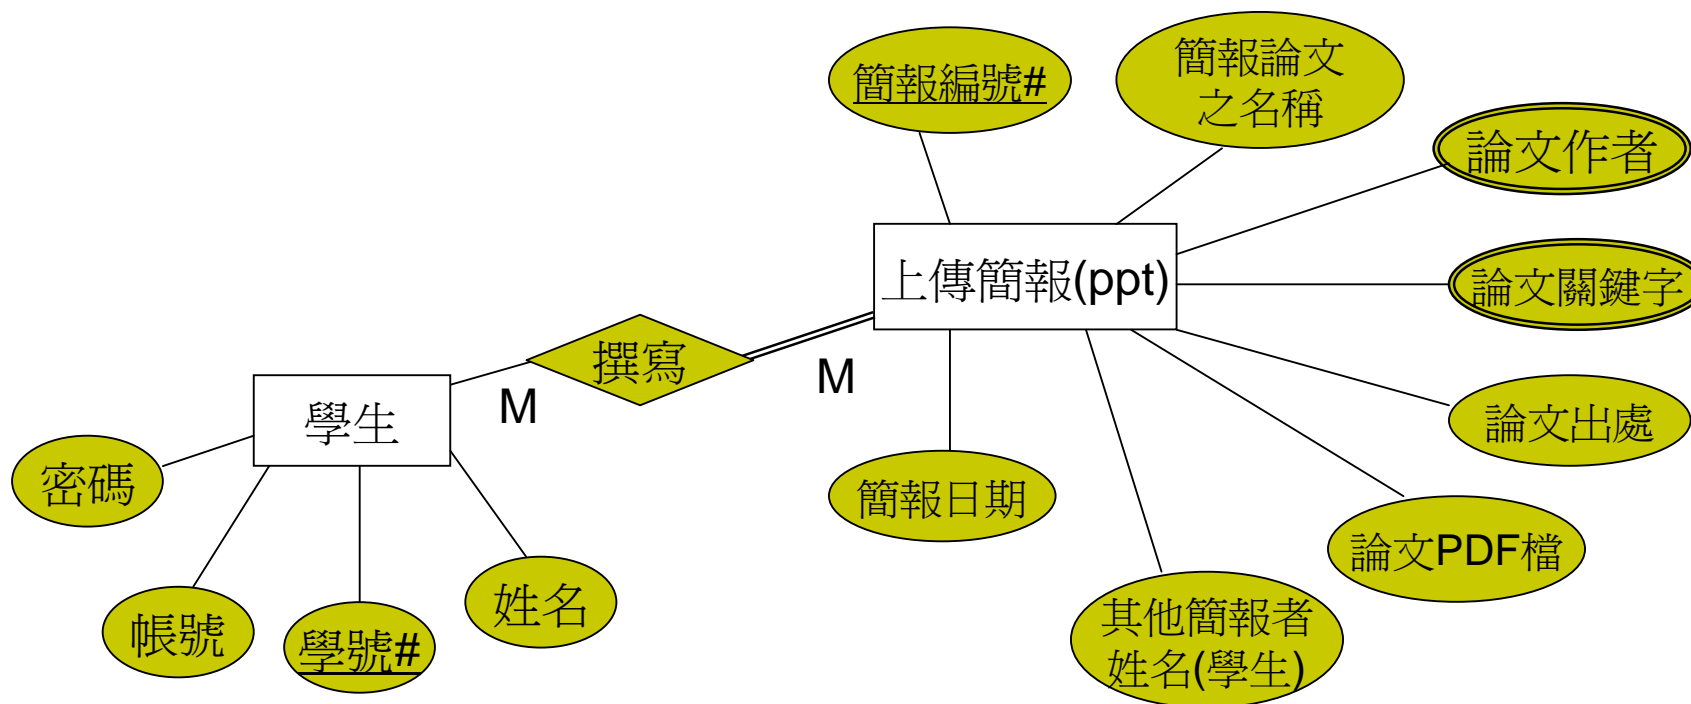 簡報編號#
簡報論文
之名稱
論文作者
上傳簡報(ppt)
論文關鍵字
撰寫
M
M
學生
論文出處
密碼
簡報日期
論文PDF檔
姓名
帳號
學號#
其他簡報者
姓名(學生)